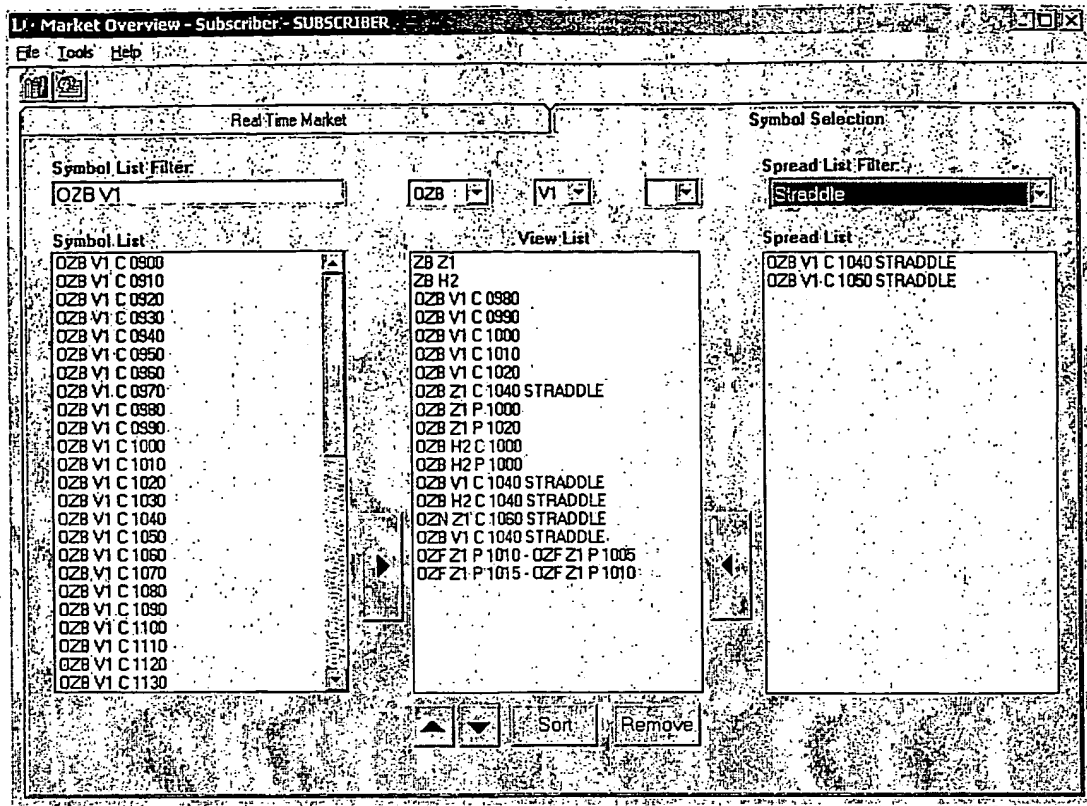 Market Overview - Subscriber - SUBSCRIBER
File Tools Help
Real Time Market
Symbol Selection
Symbol List Filter:
OZB V1
OZB
V1
Spread List Filter:
Straddle
Symbol List
OZB V1 C 0900
OZB V1 C 0910
OZB V1 C 0920
OZB V1 C 0930
OZB V1 C 0940
OZB V1 C 0950
OZB V1 C 0960
OZB V1 C 0970
OZB V1 C 0980
OZB V1 C 0990
OZB V1 C 1000
OZB V1 C 1010
OZB V1 C 1020
OZB V1 C 1030
OZB V1 C 1040
OZB V1 C 1050
OZB V1 C 1060
OZB V1 C 1070
OZB V1 C 1080
OZB V1 C 1090
OZB V1 C 1100
OZB V1 C 1110
OZB V1 C 1120
OZB V1 C 1130
View List
ZB Z1
ZB H2
OZB V1 C 0980
OZB V1 C 0990
OZB V1 C 1000
OZB V1 C 1010
OZB V1 C 1020
OZB Z1 C 1040 STRADDLE
OZB Z1 P 1000
OZB Z1 P 1020
OZB H2 C 1000
OZB H2 P 1000
OZB V1 C 1040 STRADDLE
OZB H2 C 1040 STRADDLE
OZN Z1 C 1060 STRADDLE
OZB V1 C 1040 STRADDLE
OZF Z1 P 1010 - OZF Z1 P 1005
OZF Z1 P 1015 - OZF Z1 P 1010
Sort
Remove
Spread List
OZB V1 C 1040 STRADDLE
OZB V1 C 1050 STRADDLE